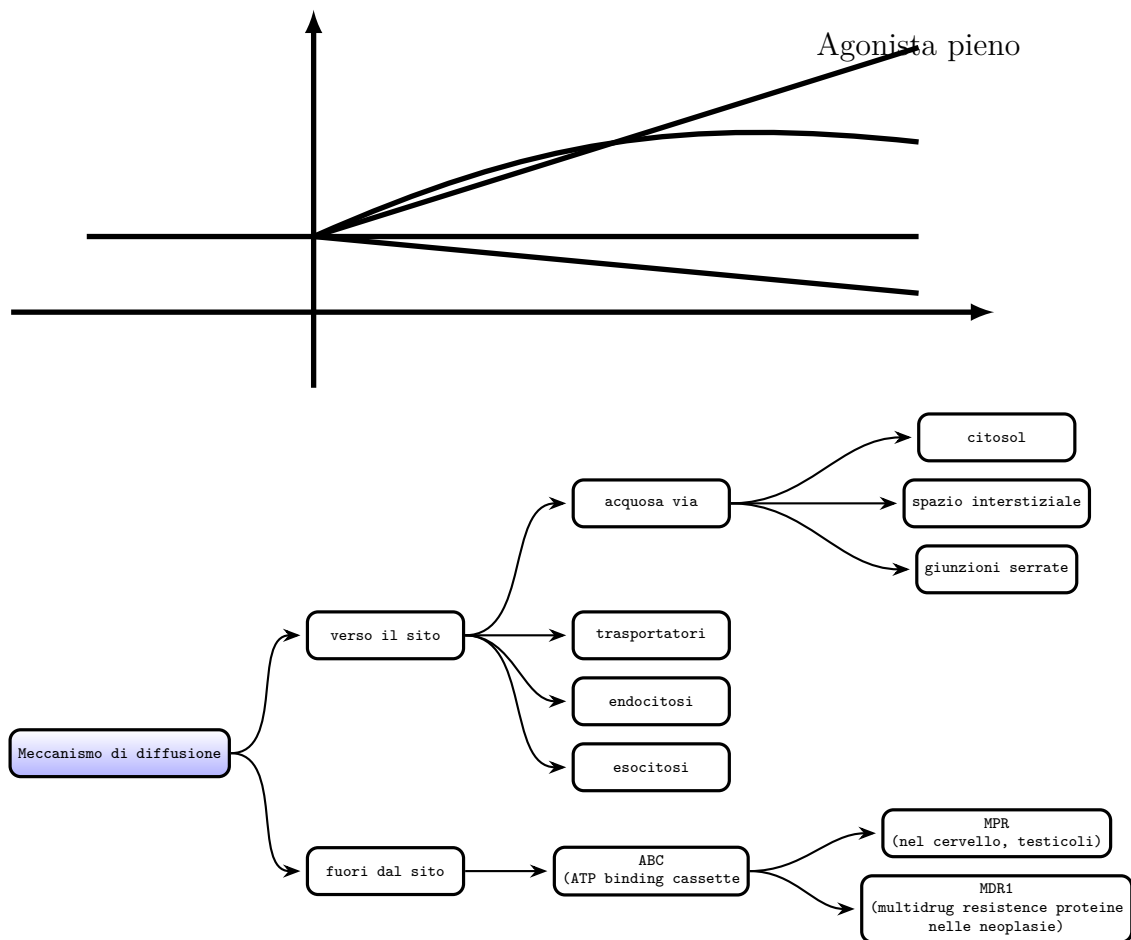 Agonista pieno
citosol
acquosa via
spazio interstiziale
giunzioni serrate
verso il sito
trasportatori
endocitosi
Meccanismo di diffusione
esocitosi
fuori dal sito
ABC
(ATP binding cassette
MPR
(nel cervello, testicoli)
MDR1
(multidrug resistence proteine
nelle neoplasie)